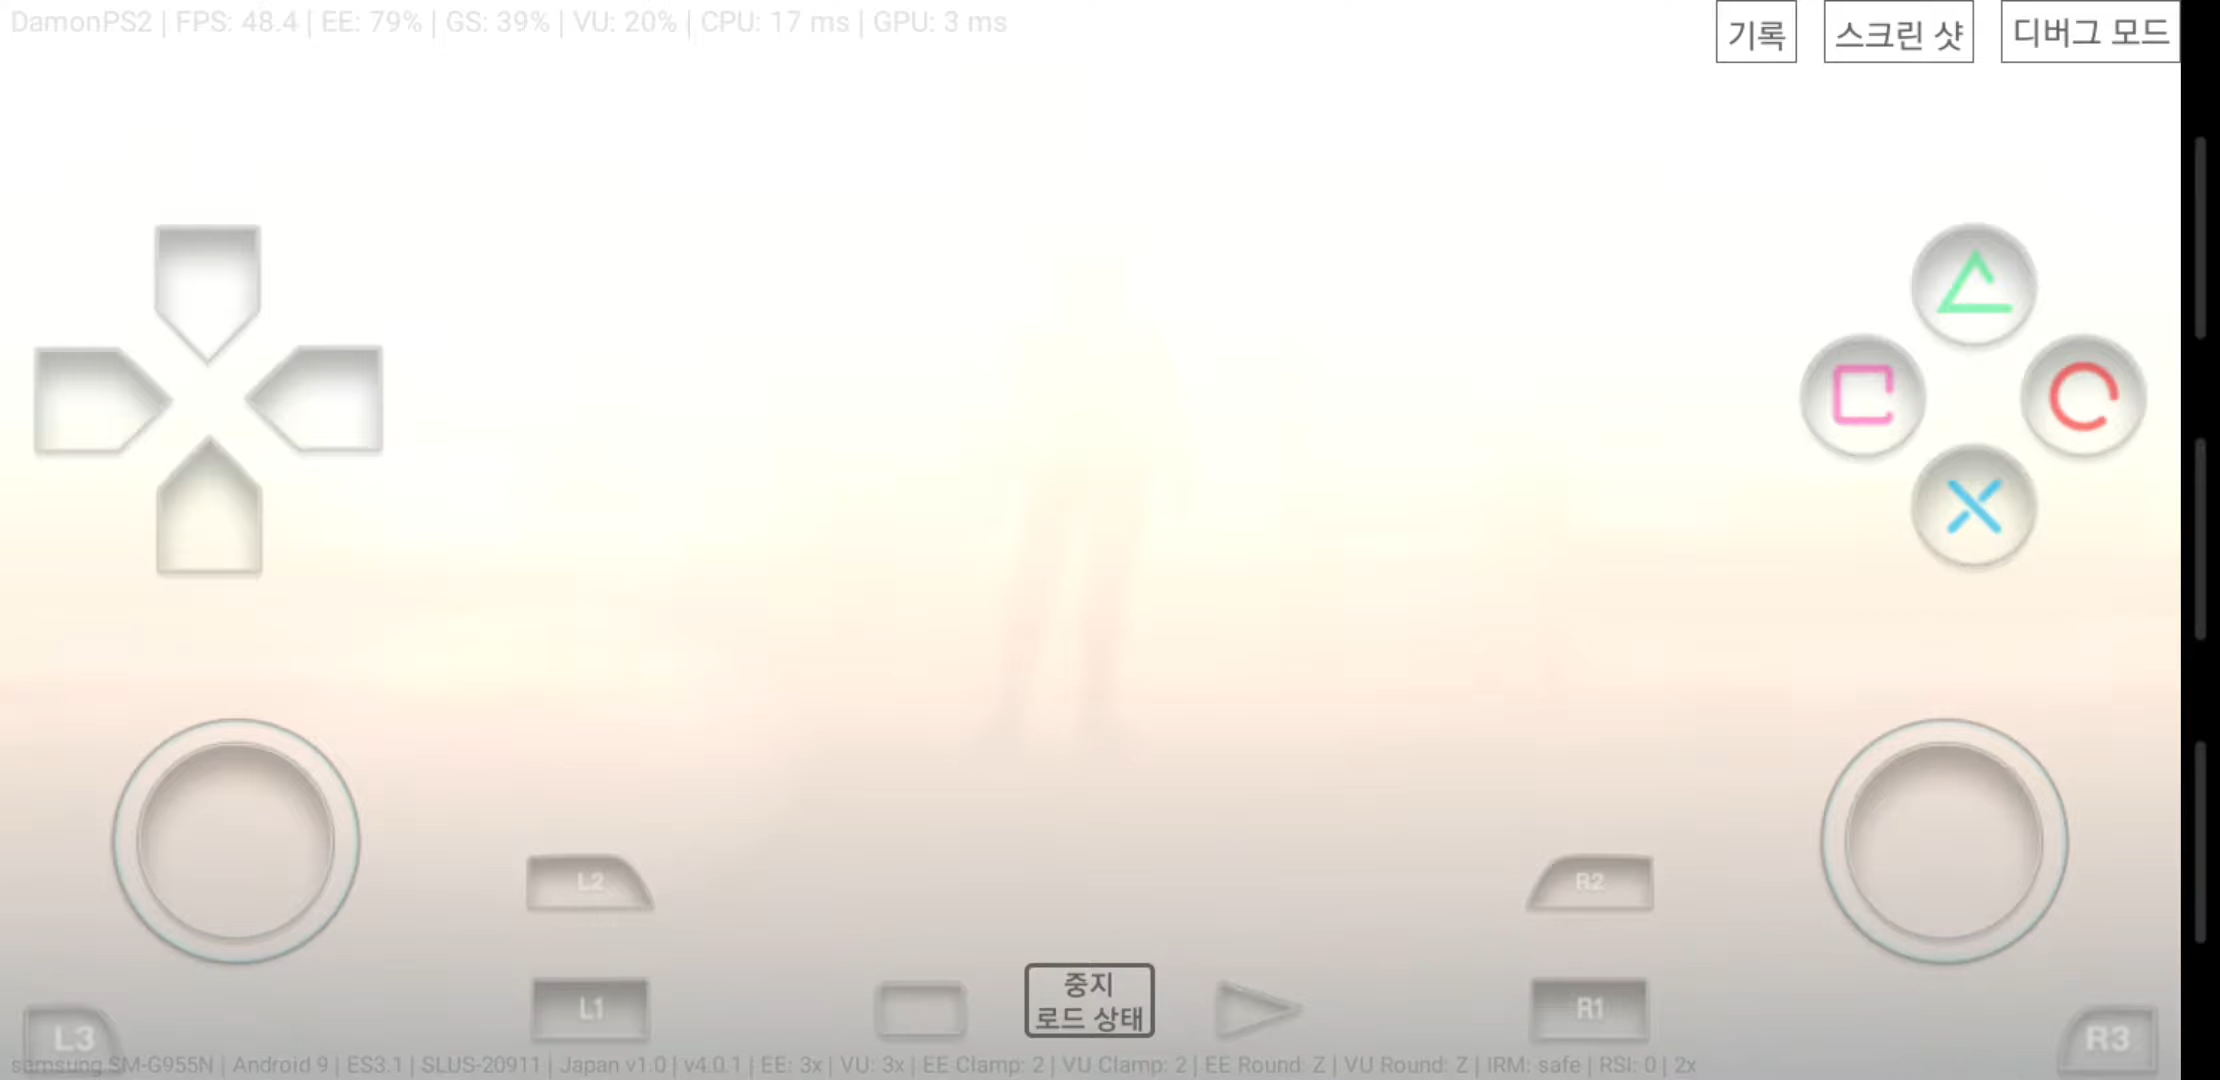 DamonPS2 | FPS: 48.4 | EE: 79% | GS: 39% | VU: 20% | CPU: 17 ms | GPU: 3 ms
기록
스크린 샷
디버그 모드
L2
R2
L1
중지
로드 상태
R1
L3
R3
samsung SM-G955N | Android 9 | ES3.1 | SLUS-20911 | Japan v1.0 | v4.0.1 | EE: 3x | VU: 3x | EE Clamp: 2 | VU Clamp: 2 | EE Round: Z | VU Round: Z | IRM: safe | RSI: 0 | 2x